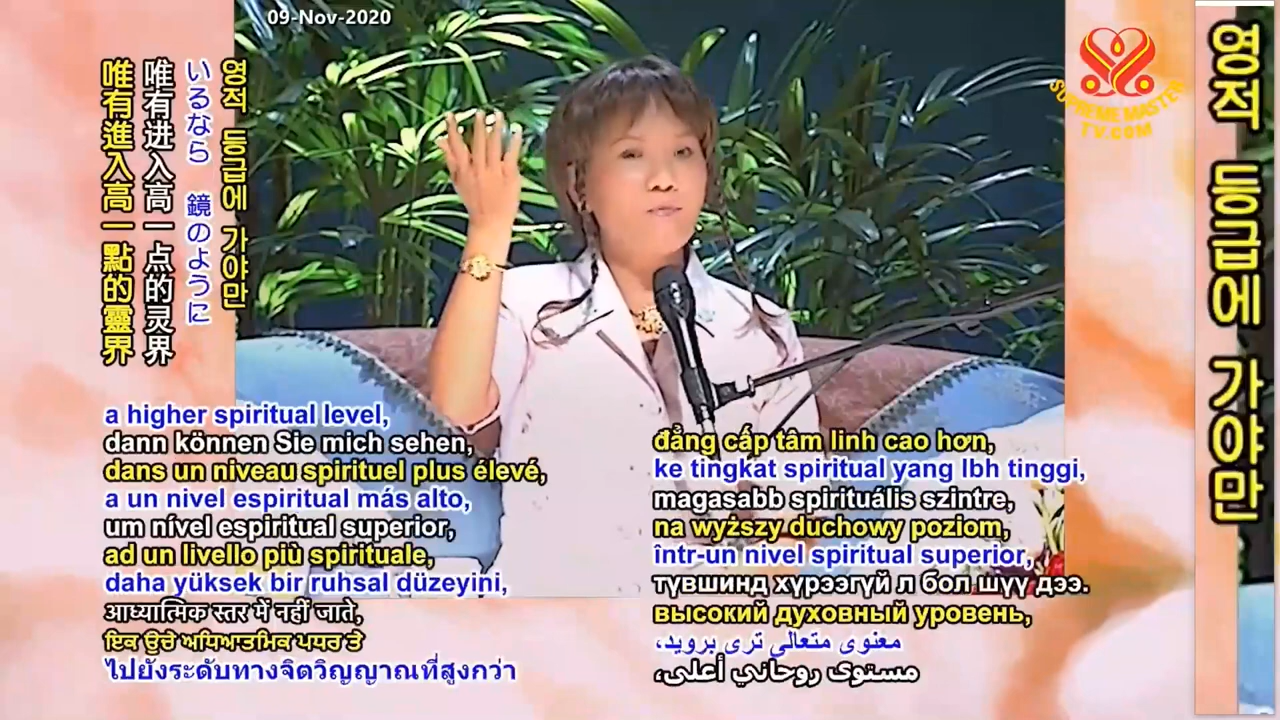 09-Nov-2020
영적 등급에 가야만
いるなら 鏡のように
唯有进入高一点的灵界
唯有進入高一點的靈界
SUPREME MASTER
TV.COM
a higher spiritual level,
dann können Sie mich sehen,
dans un niveau spirituel plus élevé,
a un nivel espiritual más alto,
um nível espiritual superior,
ad un livello più spirituale,
daha yüksek bir ruhsal düzeyini,
आध्यात्मिक स्तर में नहीं जाते,
ਇਕ ਉਚੇ ਅਧਿਆਤਮਿਕ ਪਧਰ ਤੇ
ไปยังระดับทางจิตวิญญาณที่สูงกว่า
đẳng cấp tâm linh cao hơn,
ke tingkat spiritual yang lbh tinggi,
magasabb spirituális szintre,
na wyższy duchowy poziom,
într-un nivel spiritual superior,
түвшинд хүрээгүй л бол шүү дээ.
высокий духовный уровень,
معنوی متعالی تری بروید،
مستوى روحاني أعلى،
영적 등급에 가야만